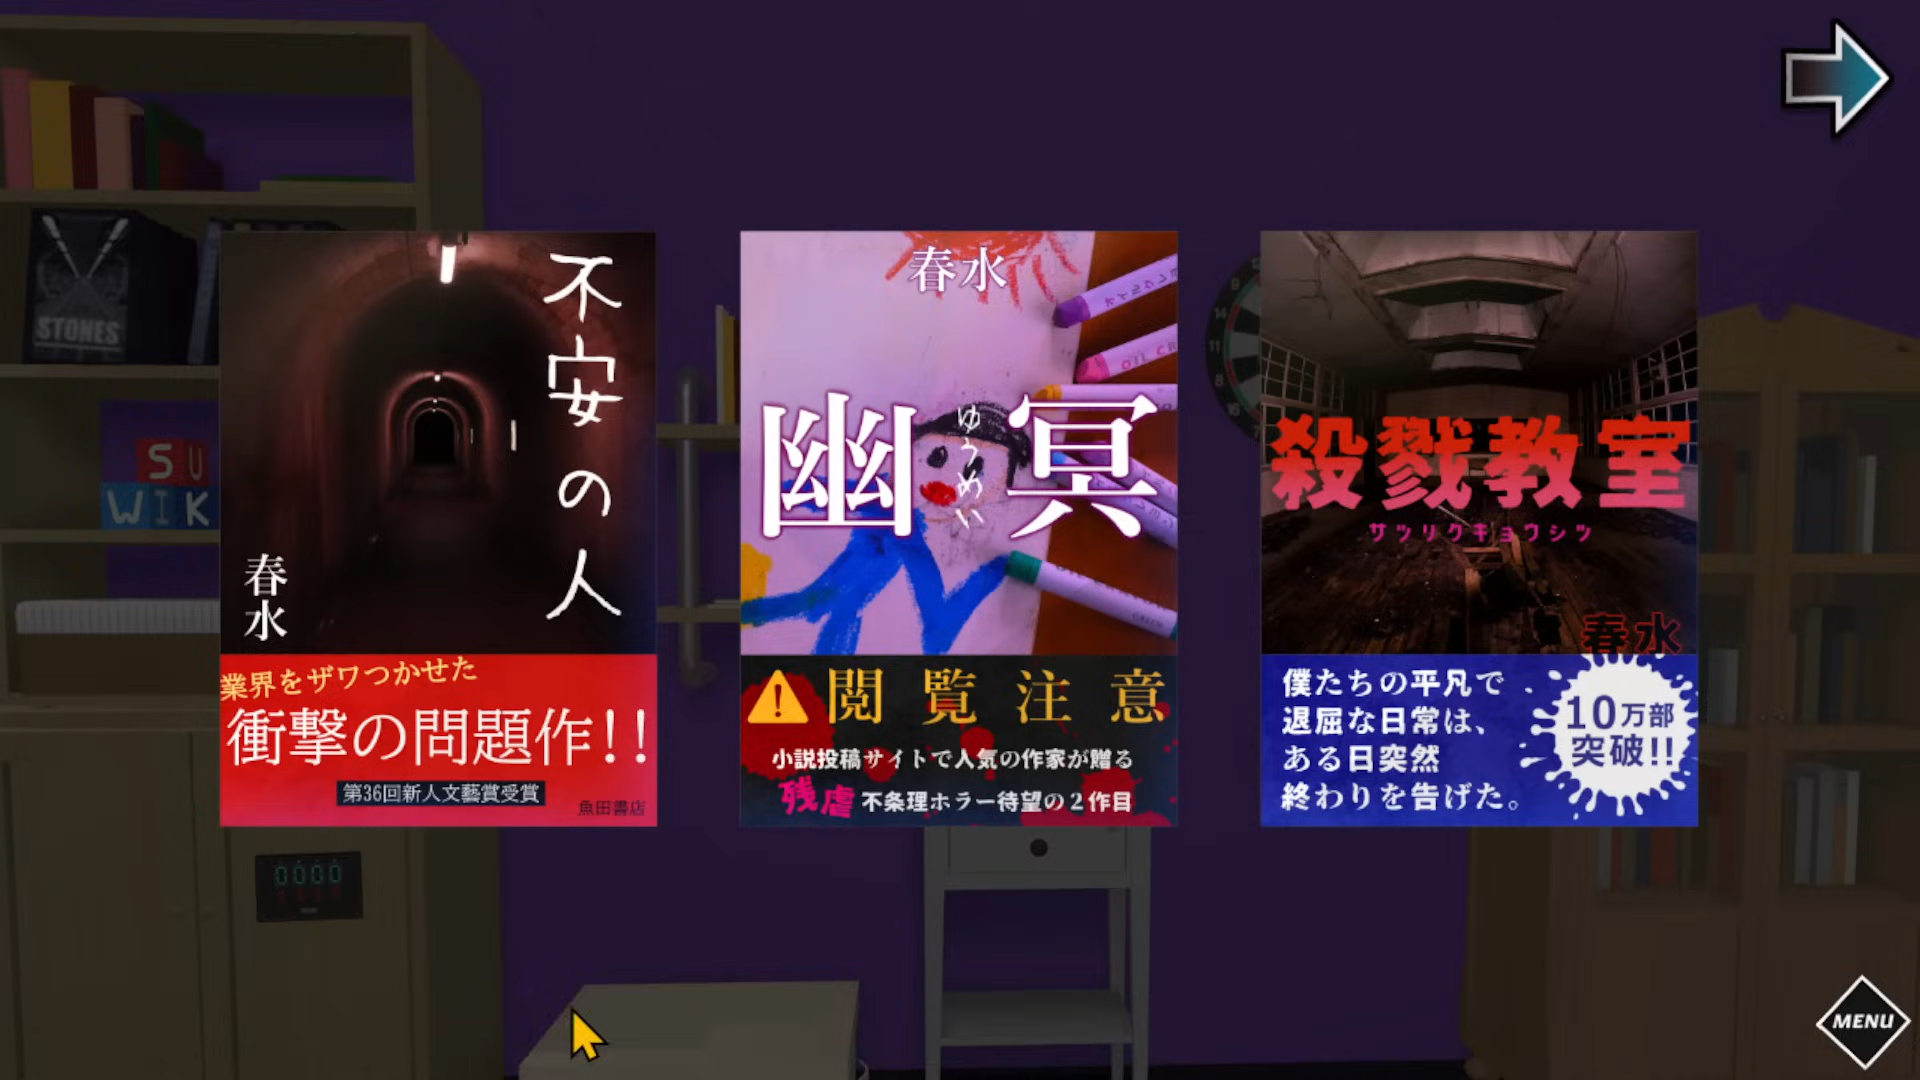 STONES
SU
WIK
0000
不安の人
春水
業界をザワつかせた
衝撃の問題作!!
第36回新人文藝賞受賞
魚田書店
春水
幽冥
ゆうめい
閲覧注意
小説投稿サイトで人気の作家が贈る
残虐不条理ホラー待望の2作目
殺戮教室
サツリクキョウシツ
春水
僕たちの平凡で
退屈な日常は、
ある日突然
終わりを告げた。
10万部
突破!!
MENU